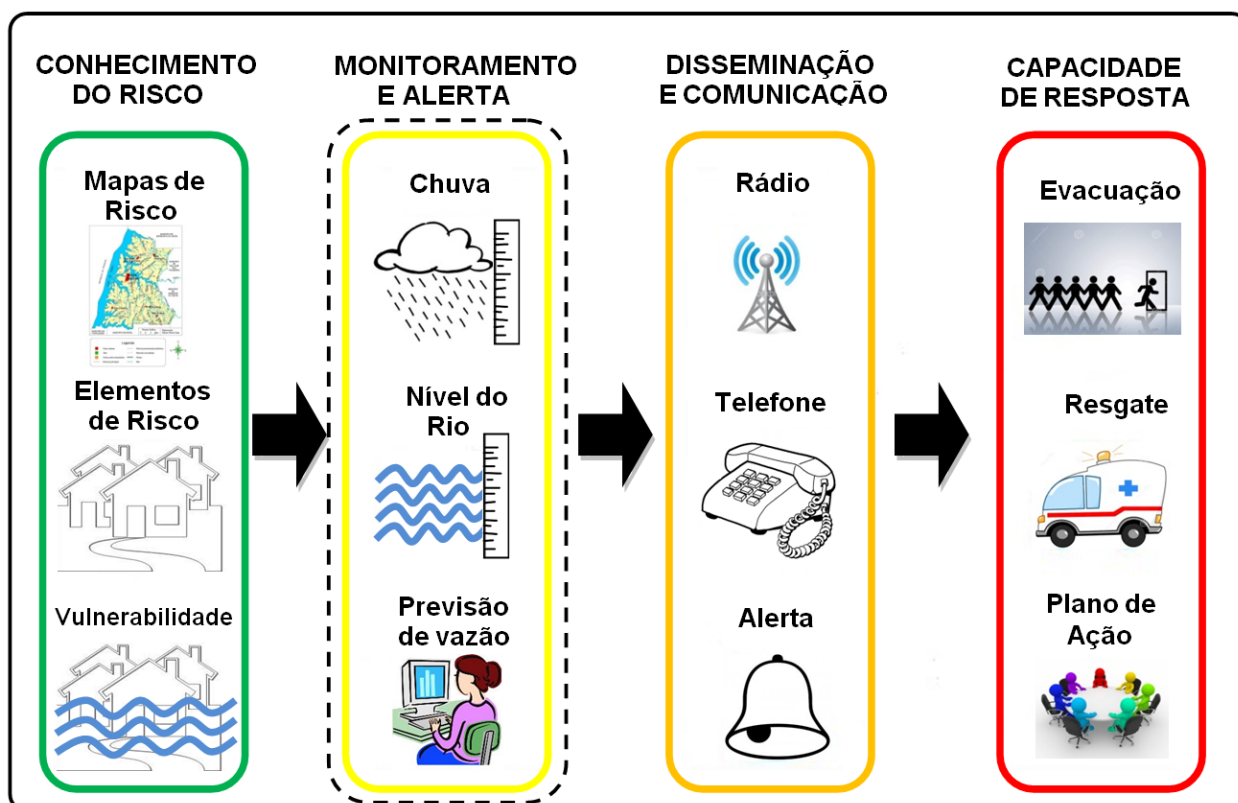 CONHECIMENTO
DO RISCO
Mapas de
Risco
Elementos
de Risco
Vulnerabilidade
MONITORAMENTO
E ALERTA
Chuva
Nível do
Rio
Previsão
de vazão
DISSEMINAÇÃO
E COMUNICAÇÃO
Rádio
Telefone
Alerta
CAPACIDADE
DE RESPOSTA
Evacuação
Resgate
Plano de
Ação